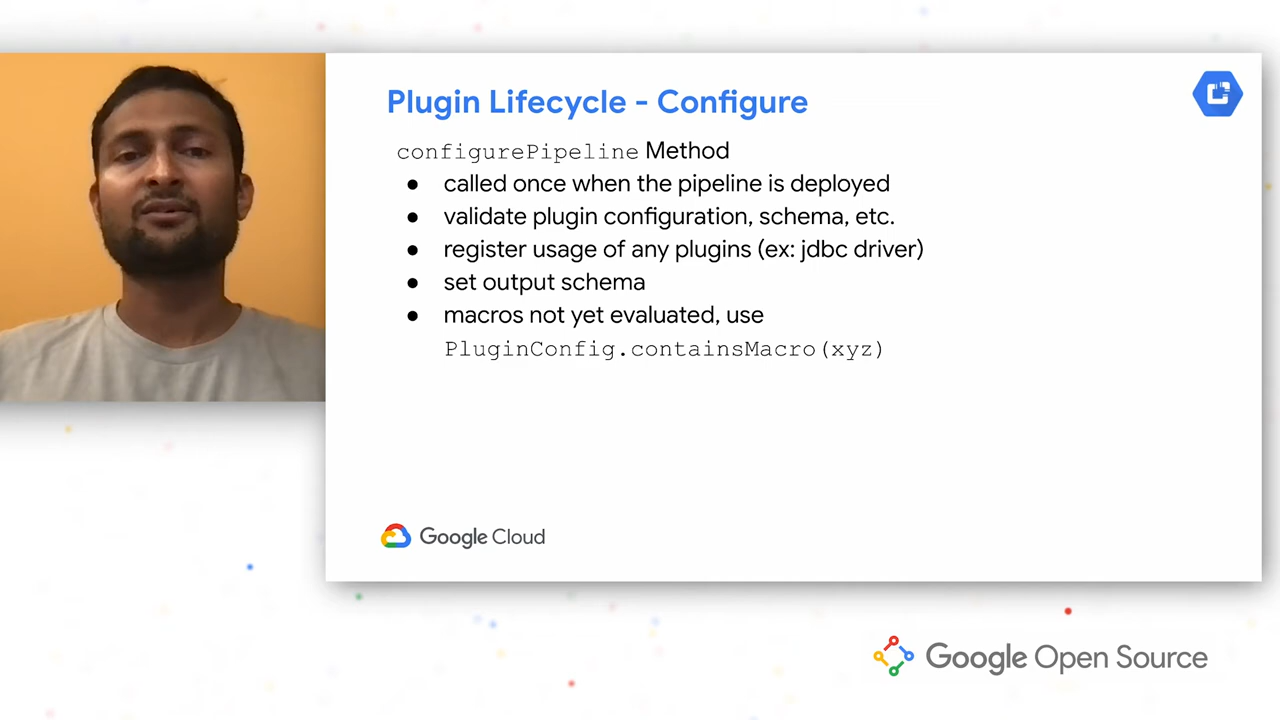 Plugin Lifecycle - Configure
configurePipeline Method
● called once when the pipeline is deployed
● validate plugin configuration, schema, etc.
● register usage of any plugins (ex: jdbc driver)
● set output schema
● macros not yet evaluated, use
PluginConfig.containsMacro(xyz)
Google Cloud
Google Open Source